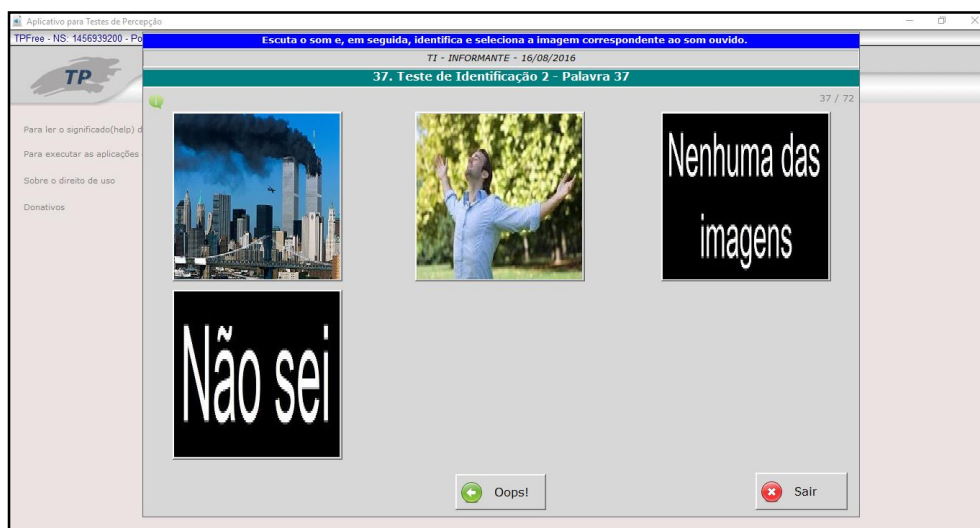 Aplicativo para Testes de Percepção
TPFree - NS: 1456939200 - Po
Escuta o som e, em seguida, identifica e seleciona a imagem correspondente ao som ouvido.
TI - INFORMANTE - 16/08/2016
TP
37. Teste de Identificação 2 - Palavra 37
37 / 72
Para ler o significado(help) d
Para executar as aplicações
Sobre o direito de uso
Donativos
Nenhuma das
imagens
Não sei
Oops!
Sair